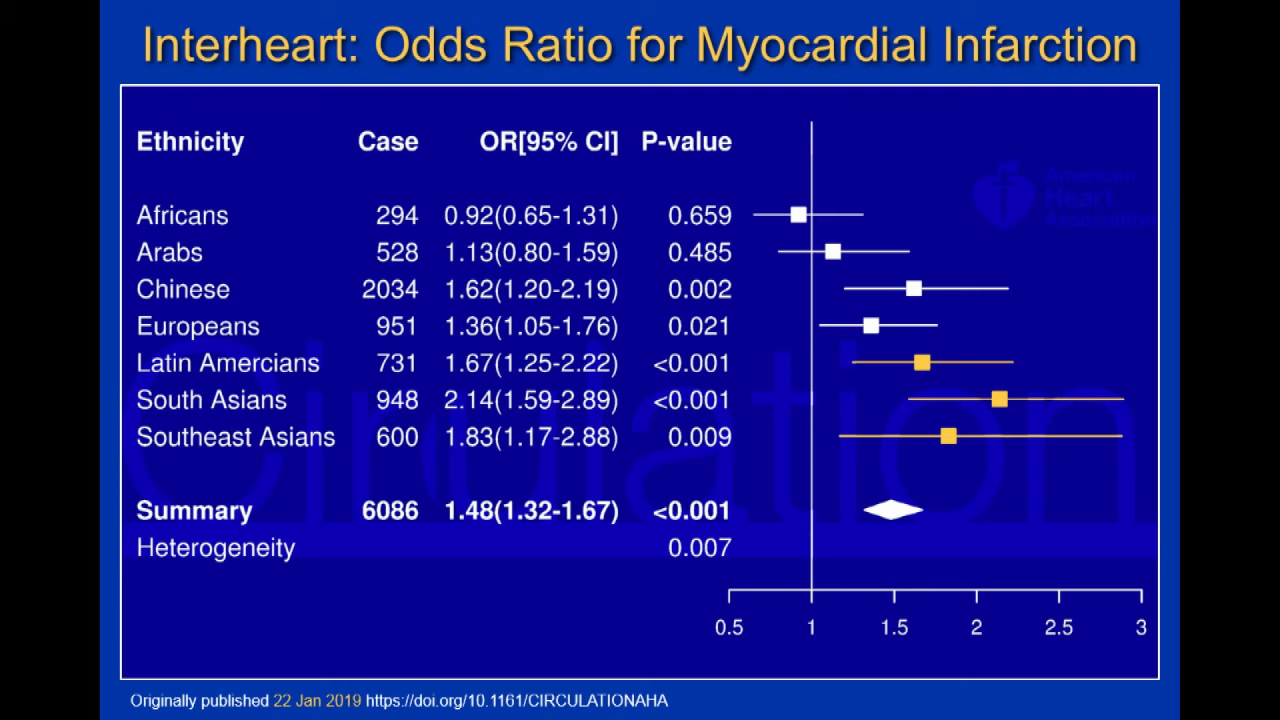 Interheart: Odds Ratio for Myocardial Infarction
Ethnicity Case OR[95% CI] P-value
Africans 294 0.92(0.65-1.31) 0.659
Arabs 528 1.13(0.80-1.59) 0.485
Chinese 2034 1.62(1.20-2.19) 0.002
Europeans 951 1.36(1.05-1.76) 0.021
Latin Amercians 731 1.67(1.25-2.22) <0.001
South Asians 948 2.14(1.59-2.89) <0.001
Southeast Asians 600 1.83(1.17-2.88) 0.009
Summary 6086 1.48(1.32-1.67) <0.001
Heterogeneity 0.007
0.5 1 1.5 2 2.5 3
American
Heart
Association
Circulation
Originally published 22 Jan 2019 https://doi.org/10.1161/CIRCULATIONAHA